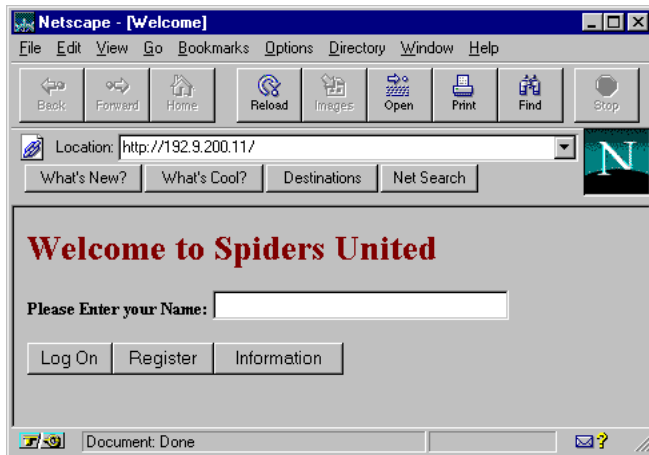 Netscape - [Welcome]
File Edit View Go Bookmarks Options Directory Window Help
Back Forward Home Reload Images Open Print Find Stop
Location: http://192.9.200.11/
N
What's New? What's Cool? Destinations Net Search
Welcome to Spiders United
Please Enter your Name:
Log On Register Information
Document: Done
?